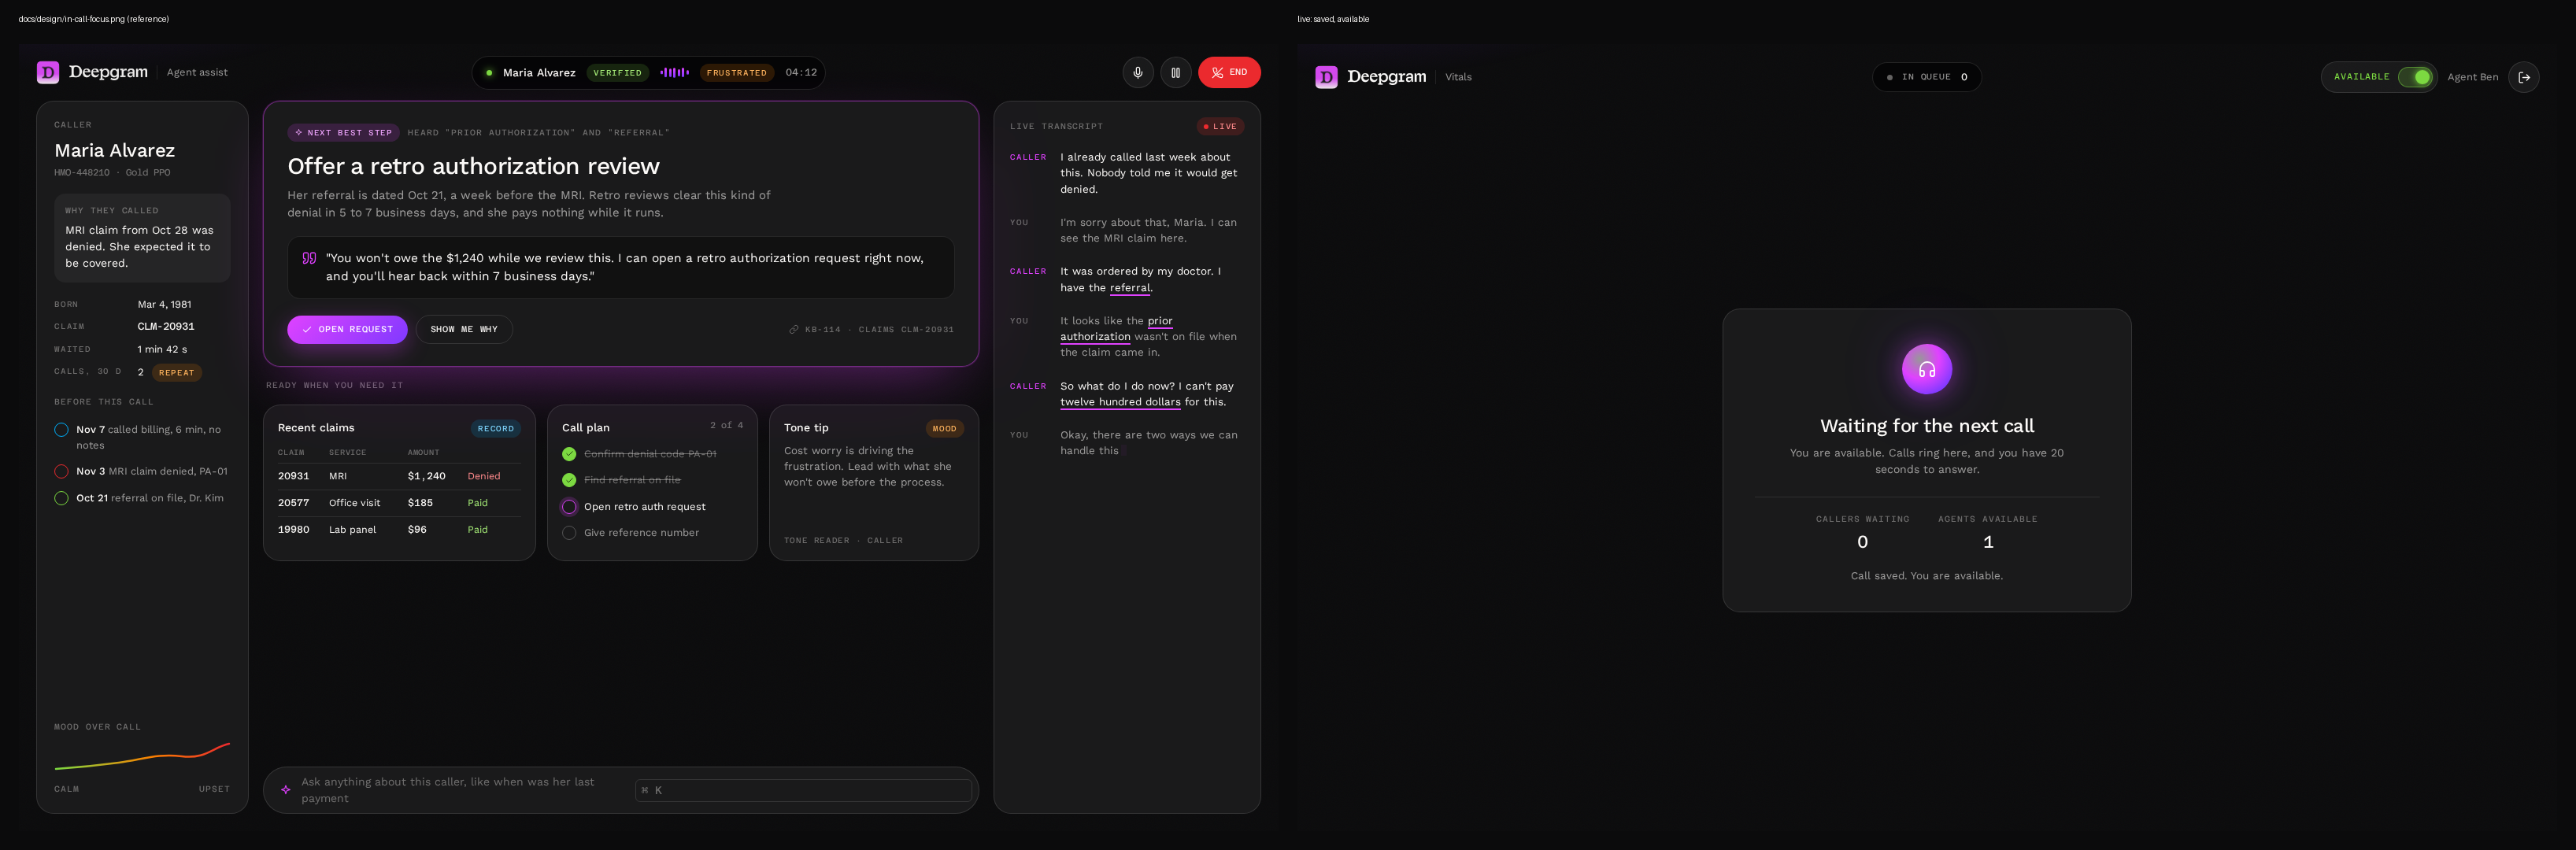 docs/design/in-call-focus.png (reference)
D Deepgram Agent assist
Maria Alvarez VERIFIED FRUSTRATED 04:12
END
CALLER
Maria Alvarez
HMO-448210 · Gold PPO
WHY THEY CALLED
MRI claim from Oct 28 was
denied. She expected it to
be covered.
BORN Mar 4, 1981
CLAIM CLM-20931
WAITED 1 min 42 s
CALLS, 30 D 2 REPEAT
BEFORE THIS CALL
Nov 7 called billing, 6 min, no
notes
Nov 3 MRI claim denied, PA-01
Oct 21 referral on file, Dr. Kim
MOOD OVER CALL
CALM UPSET
NEXT BEST STEP HEARD "PRIOR AUTHORIZATION" AND "REFERRAL"
Offer a retro authorization review
Her referral is dated Oct 21, a week before the MRI. Retro reviews clear this kind of
denial in 5 to 7 business days, and she pays nothing while it runs.
"You won't owe the $1,240 while we review this. I can open a retro authorization request right now,
and you'll hear back within 7 business days."
OPEN REQUEST SHOW ME WHY KB-114 · CLAIMS CLM-20931
READY WHEN YOU NEED IT
Recent claims RECORD
CLAIM SERVICE AMOUNT
20931 MRI $1,240 Denied
20577 Office visit $185 Paid
19980 Lab panel $96 Paid
Call plan 2 of 4
Confirm denial code PA-01
Find referral on file
Open retro auth request
Give reference number
Tone tip MOOD
Cost worry is driving the
frustration. Lead with what she
won't owe before the process.
TONE READER · CALLER
Ask anything about this caller, like when was her last
payment
⌘ K
LIVE TRANSCRIPT LIVE
CALLER I already called last week about
this. Nobody told me it would get
denied.
YOU I'm sorry about that, Maria. I can
see the MRI claim here.
CALLER It was ordered by my doctor. I
have the referral.
YOU It looks like the prior
authorization wasn't on file when
the claim came in.
CALLER So what do I do now? I can't pay
twelve hundred dollars for this.
YOU Okay, there are two ways we can
handle this
live: saved, available
D Deepgram Vitals
IN QUEUE 0
AVAILABLE Agent Ben
Waiting for the next call
You are available. Calls ring here, and you have 20
seconds to answer.
CALLERS WAITING AGENTS AVAILABLE
0 1
Call saved. You are available.